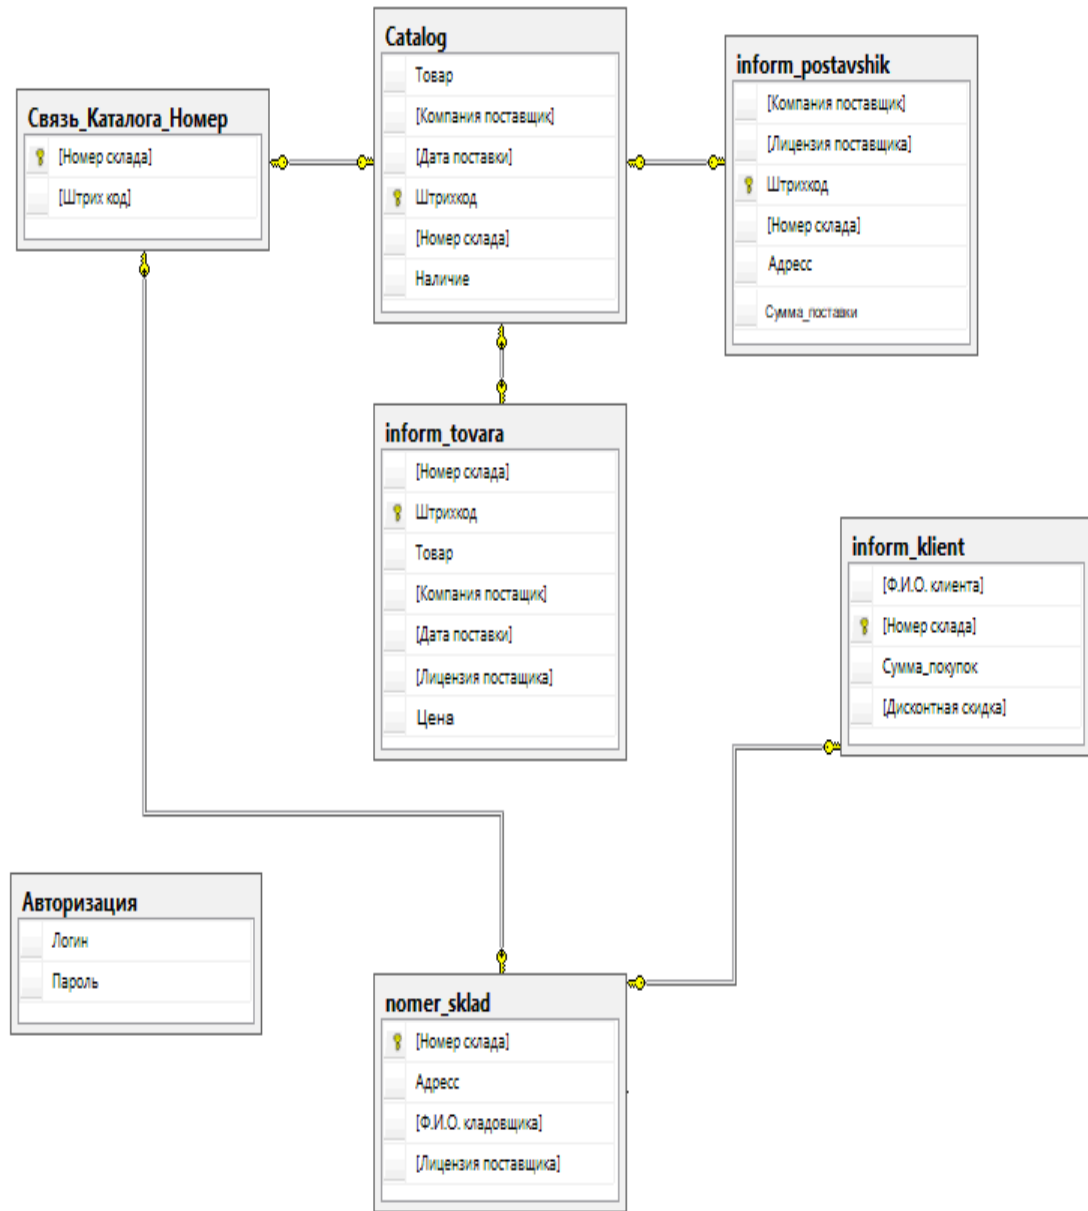 Catalog
Товар
[Компания поставщик]
[Дата поставки]
Штрихкод
[Номер склада]
Наличие
inform_postavshik
[Компания поставщик]
[Лицензия поставщика]
Штрихкод
[Номер склада]
Адресс
Сумма_поставки
Связь_Каталога_Номер
[Номер склада]
[Штрих код]
inform_tovara
[Номер склада]
Штрихкод
Товар
[Компания постащик]
[Дата поставки]
[Лицензия постащика]
Цена
inform_klient
[Ф.И.О. клиента]
[Номер склада]
Сумма_покупок
[Дисконтная скидка]
Авторизация
Логин
Пароль
nomer_sklad
[Номер склада]
Адресс
[Ф.И.О. кладовщика]
[Лицензия поставщика]